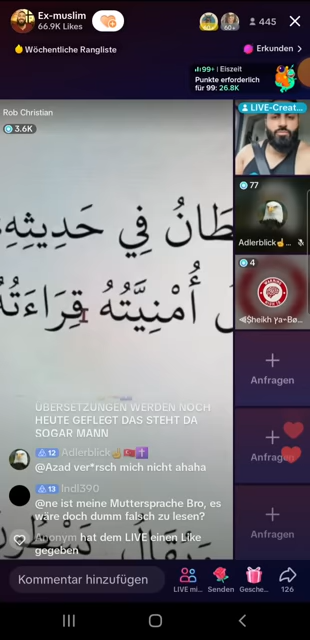 Ex-muslim
66.9K Likes
60+
445
Wöchentliche Rangliste
Erkunden >
99+ | Eiszeit
Punkte erforderlich
für 99: 26.8K
Rob Christian
3.6K
LIVE-Creat...
ـطَانُ فِي حَدِيثِهِ
77
Adlerblick
أُمْنِيَّتُهُ قِرَاءَتُهُ
4
Anfragen
ÜBERSETZUNGEN WERDEN NOCH
HEUTE GEFLEGT DAS STEHT DA
SOGAR MANN
Anfragen
12 Adlerblick
@Azad ver*rsch mich nicht ahaha
13 lndl390
@ne ist meine Muttersprache Bro, es
wäre doch dumm falsch zu lesen?
Anonym hat dem LIVE einen Like
gegeben
Anfragen
Kommentar hinzufügen
LIVE mi...
Senden
Gesche...
126